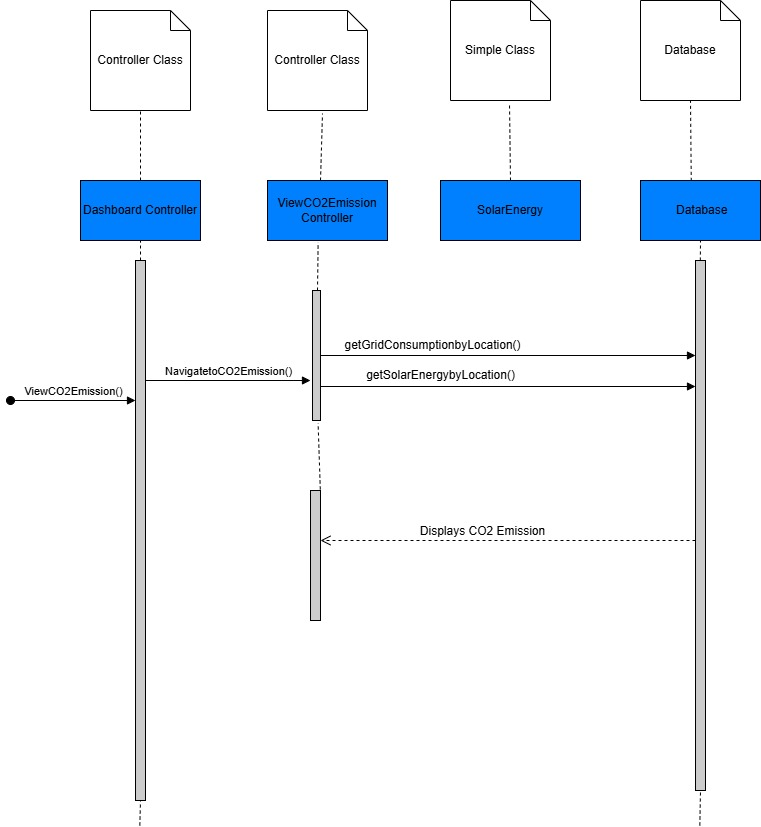 Controller Class
Controller Class
Simple Class
Database
Dashboard Controller
ViewCO2Emission
Controller
SolarEnergy
Database
getGridConsumptionbyLocation()
NavigatetoCO2Emission()
getSolarEnergybyLocation()
ViewCO2Emission()
Displays CO2 Emission